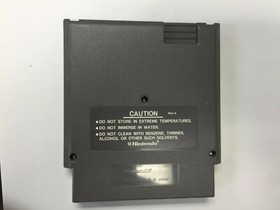 CAUTION
●DO NOT STORE IN EXTREME TEMPERATURES.
●DO NOT IMMERSE IN WATER.
●DO NOT CLEAN WITH BENZENE, THINNER,
ALCOHOL OR OTHER SUCH SOLVENTS.
Nintendo